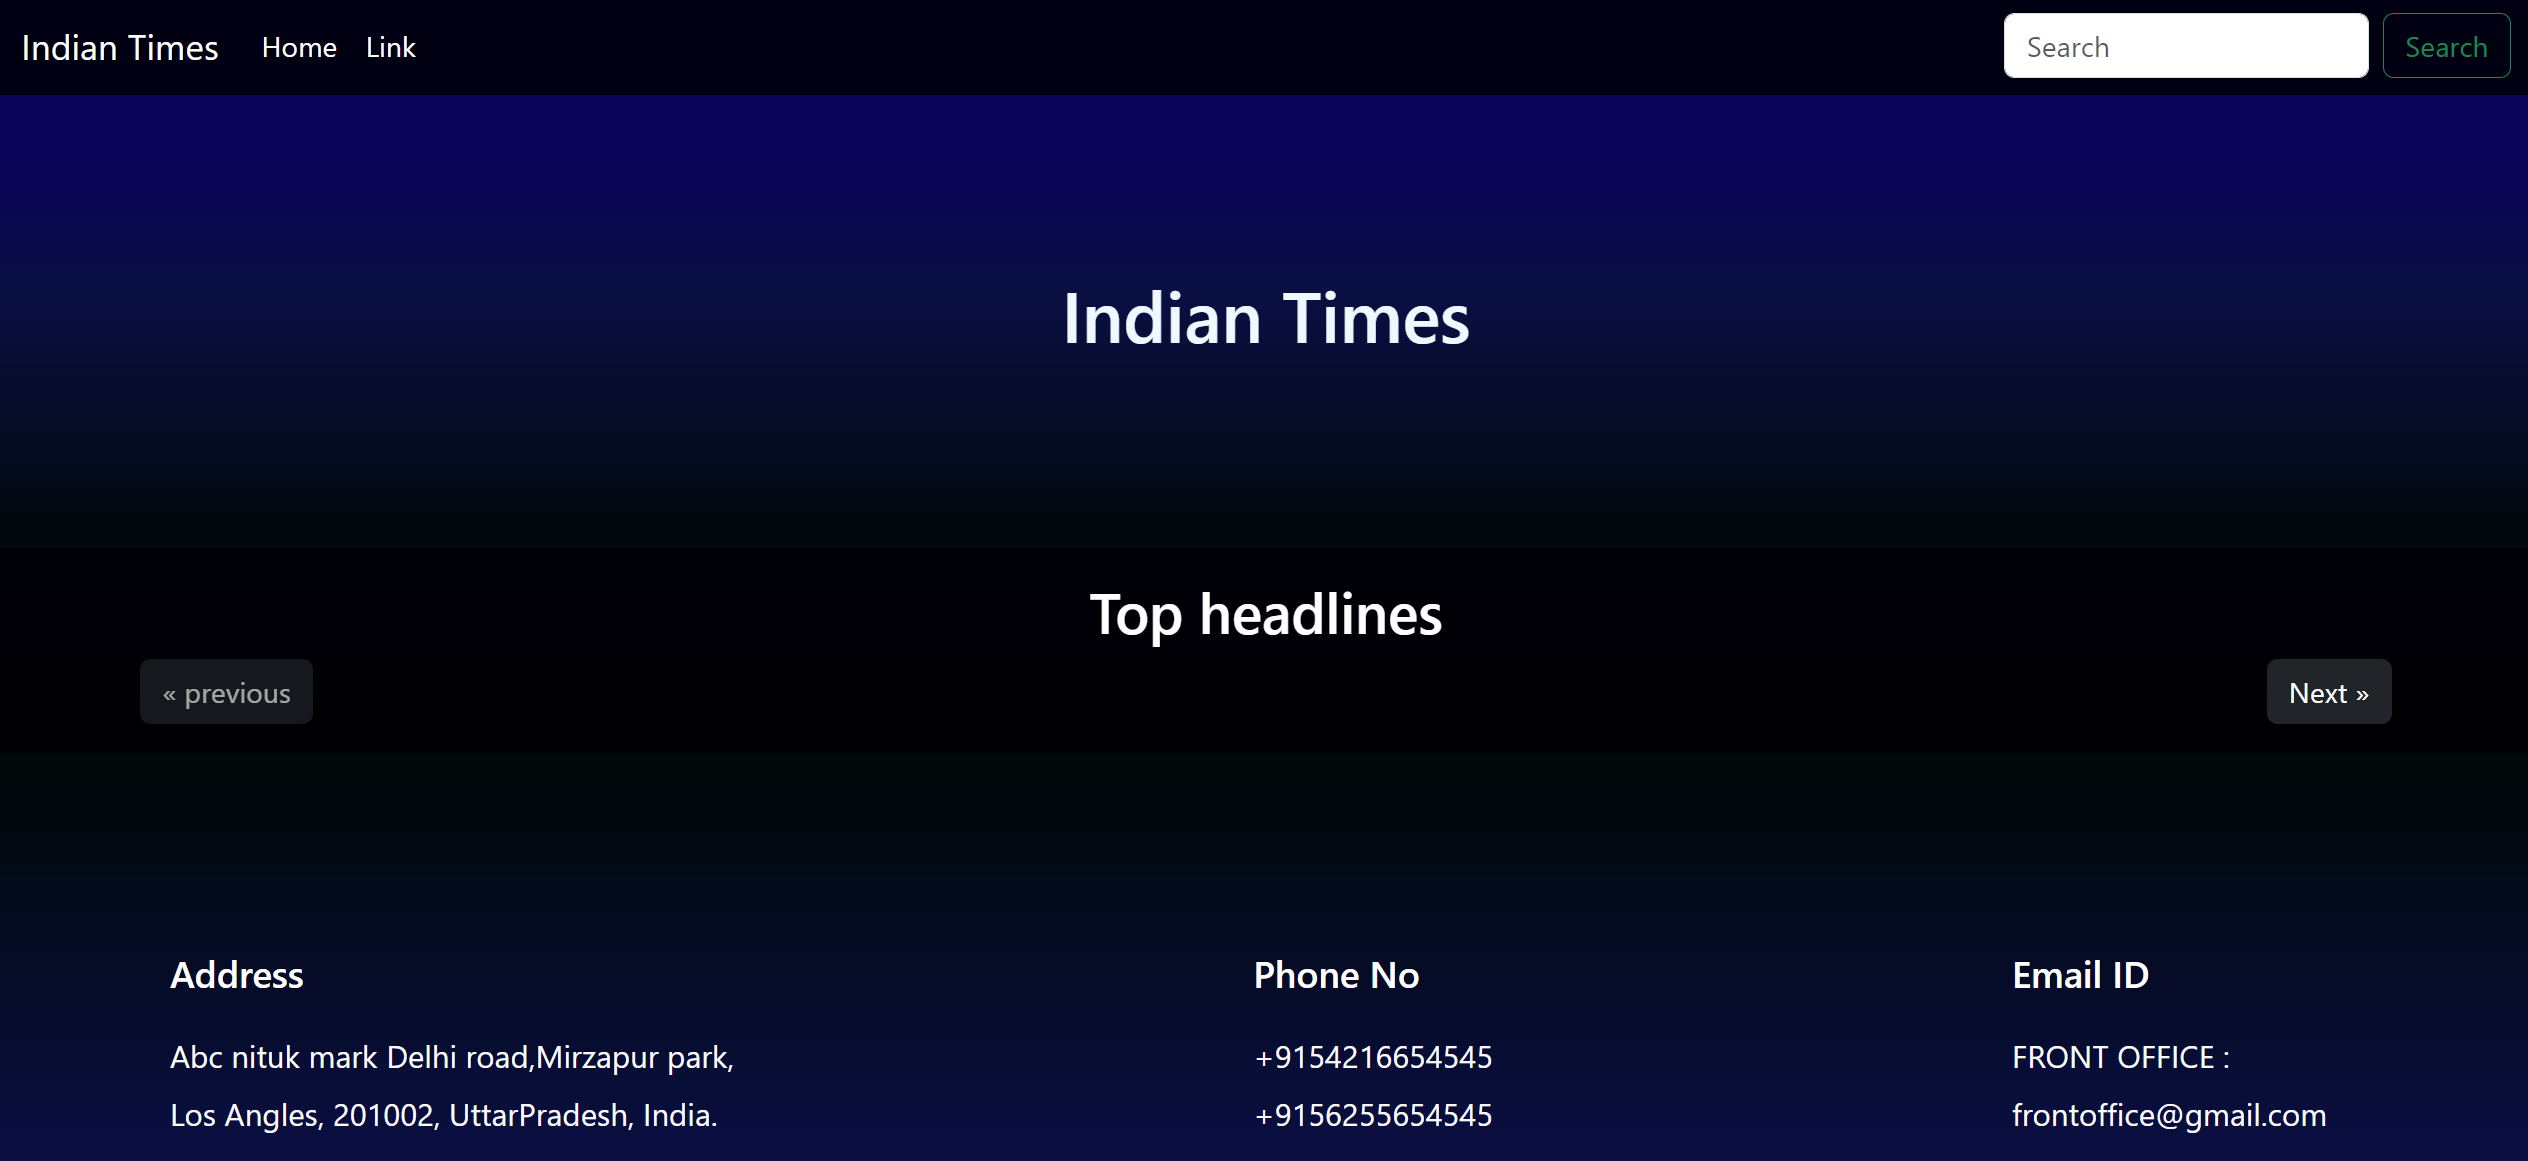 Indian Times Home Link Search Search
Indian Times
Top headlines
« previous Next »
Address Phone No Email ID
Abc nituk mark Delhi road,Mirzapur park, +9154216654545 FRONT OFFICE :
Los Angles, 201002, UttarPradesh, India. +9156255654545 frontoffice@gmail.com